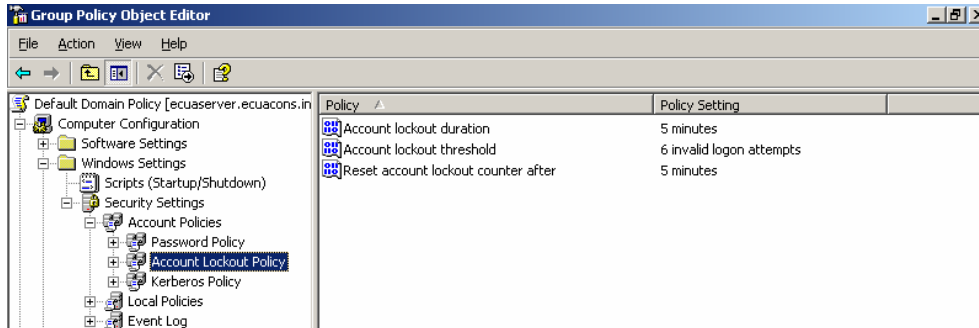 Group Policy Object Editor
File Action View Help
Default Domain Policy [ecuaserver.ecuacons.in
Computer Configuration
Software Settings
Windows Settings
Scripts (Startup/Shutdown)
Security Settings
Account Policies
Password Policy
Account Lockout Policy
Kerberos Policy
Local Policies
Event Log
Policy Policy Setting
Account lockout duration 5 minutes
Account lockout threshold 6 invalid logon attempts
Reset account lockout counter after 5 minutes